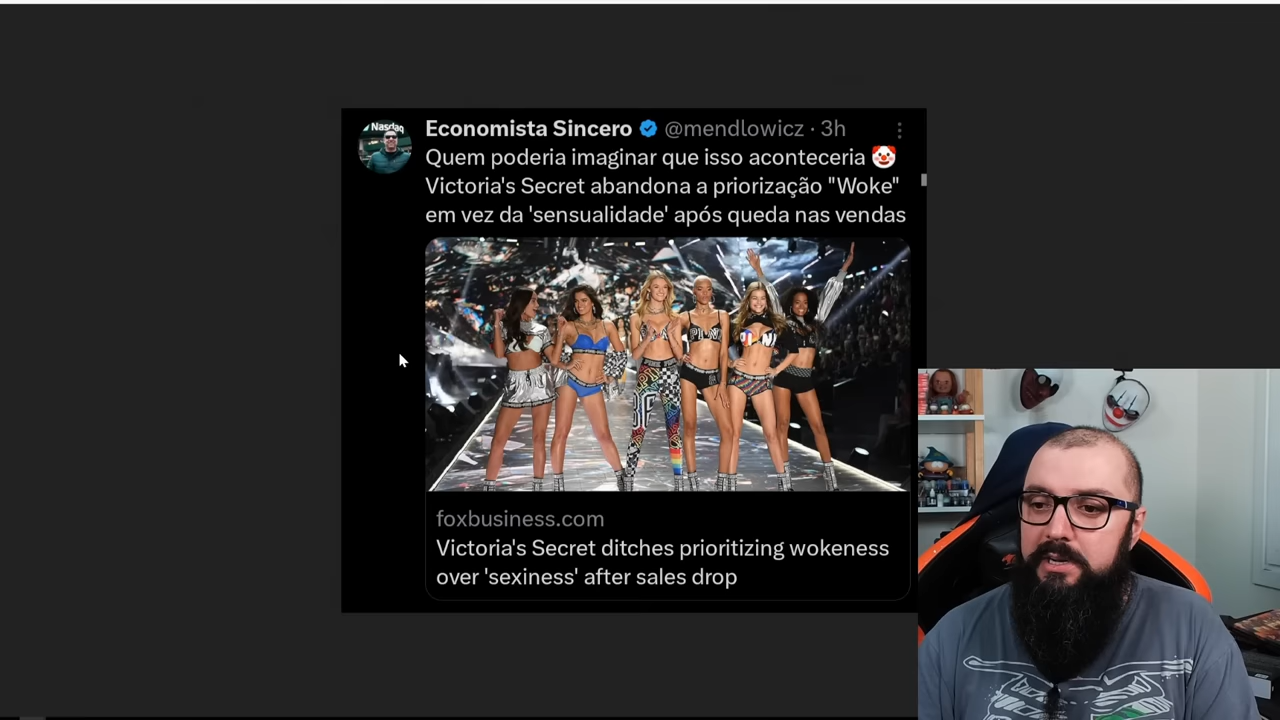 Nasdaq
Economista Sincero @mendlowicz · 3h
Quem poderia imaginar que isso aconteceria 🤡
Victoria's Secret abandona a priorização "Woke"
em vez da 'sensualidade' após queda nas vendas
foxbusiness.com
Victoria's Secret ditches prioritizing wokeness
over 'sexiness' after sales drop